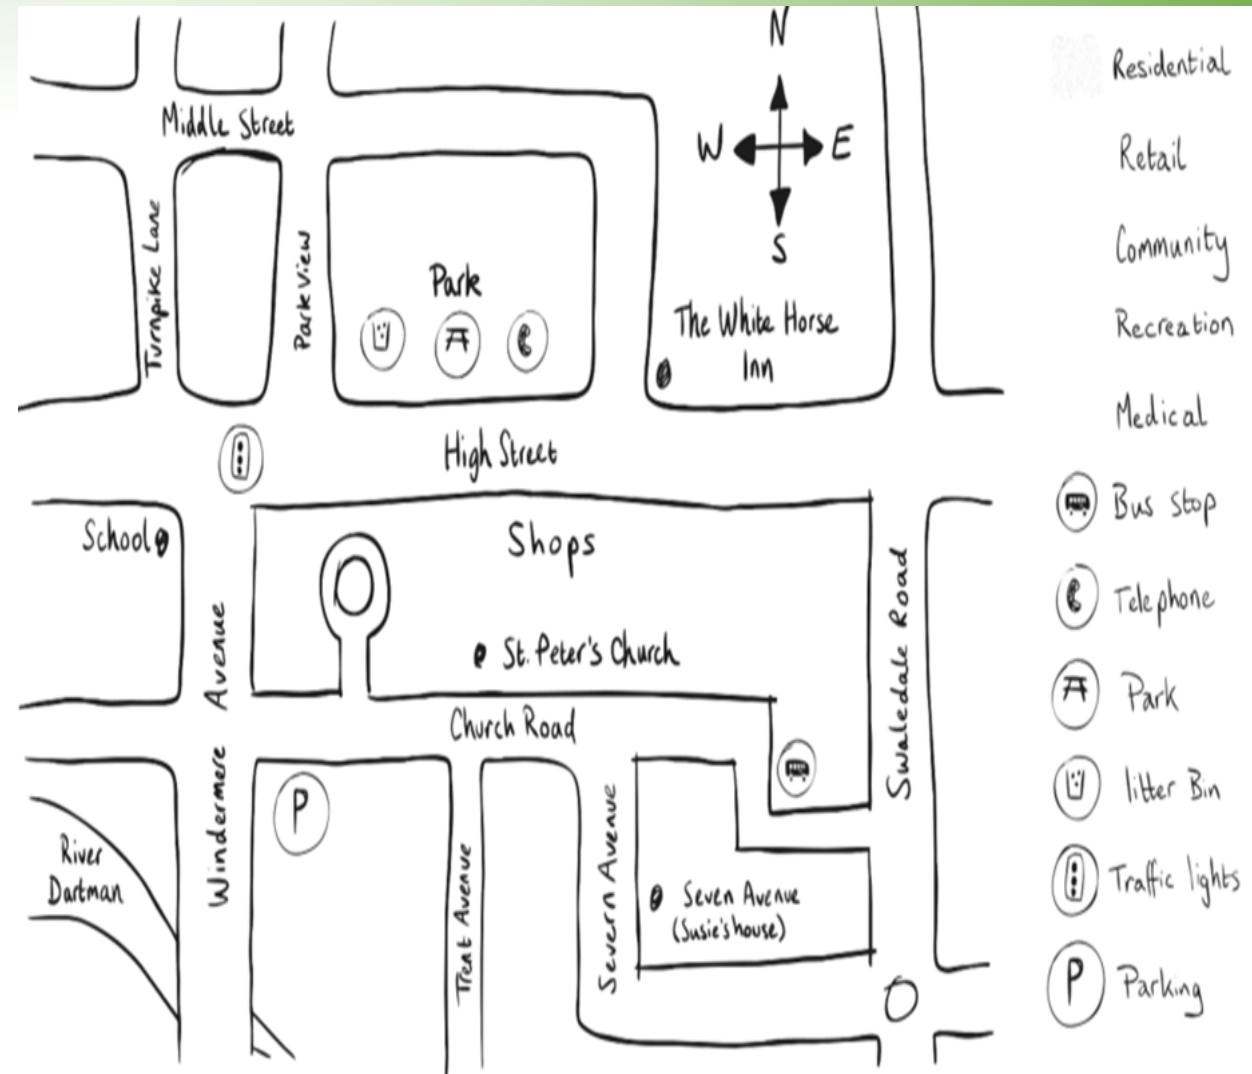 N
W
E
S
Middle Street
Turnpike Lane
Park View
Park
The White Horse
Inn
High Street
School
Shops
Windermere Avenue
St. Peter's Church
Church Road
Swaledale Road
P
River
Dartman
Trent Avenue
Severn Avenue
Seven Avenue
(Susie's house)
Residential
Retail
Community
Recreation
Medical
Bus Stop
Telephone
Park
litter Bin
Traffic lights
P
Parking